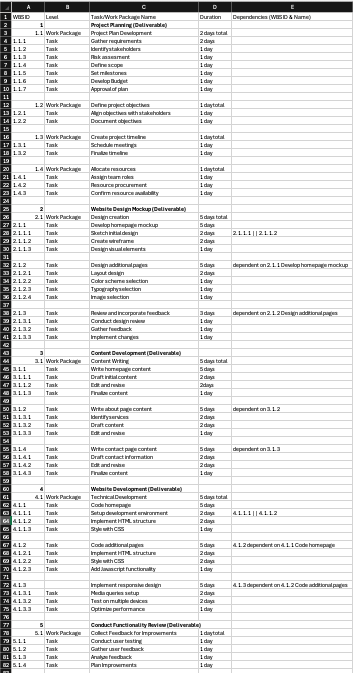 A B C D E
1 WBS ID Level Task/Work Package Name Duration Dependencies (WBS ID & Name)
2 1 Project Planning (Deliverable)
3 1.1 Work Package Project Plan Development 2 days total
4 1.1.1 Task Gather requirements 2 days
5 1.1.2 Task Identify stakeholders 1 day
6 1.1.3 Task Risk assessment 1 day
7 1.1.4 Task Define scope 1 day
8 1.1.5 Task Set milestones 1 day
9 1.1.6 Task Develop Budget 1 day
10 1.1.7 Task Approval of plan 1 day
11
12 1.2 Work Package Define project objectives 1 day total
13 1.2.1 Task Align objectives with stakeholders 1 day
14 1.2.2 Task Document objectives 1 day
15
16 1.3 Work Package Create project timeline 1 day total
17 1.3.1 Task Schedule meetings 1 day
18 1.3.2 Task Finalize timeline 1 day
19
20 1.4 Work Package Allocate resources 1 day total
21 1.4.1 Task Assign team roles 1 day
22 1.4.2 Task Resource procurement 1 day
23 1.4.3 Task Confirm resource availability 1 day
24
25 2 Website Design Mockup (Deliverable)
26 2.1 Work Package Design creation 5 days total
27 2.1.1 Task Develop homepage mockup 5 days
28 2.1.1.1 Task Sketch initial design 2 days 2.1.1.1 || 2.1.1.2
29 2.1.1.2 Task Create wireframe 2 days
30 2.1.1.3 Task Design visual elements 1 day
31
32 2.1.2 Task Design additional pages 5 days dependent on 2.1.1 Develop homepage mockup
33 2.1.2.1 Task Layout design 2 days
34 2.1.2.2 Task Color scheme selection 1 day
35 2.1.2.3 Task Typography selection 1 day
36 2.1.2.4 Task Image selection 1 day
37
38 2.1.3 Task Review and incorporate feedback 5 days dependent on 2.1.2 Design additional pages
39 2.1.3.1 Task Conduct design review 1 day
40 2.1.3.2 Task Gather feedback 1 day
41 2.1.3.3 Task Implement changes 1 day
42
43 3 Content Development (Deliverable)
44 3.1 Work Package Content Writing 5 days total
45 3.1.1 Task Write homepage content 5 days
46 3.1.1.1 Task Draft initial content 2 days
47 3.1.1.2 Task Edit and revise 2days
48 3.1.1.3 Task Finalize content 1 day
49
50 3.1.2 Task Write about page content 5 days dependent on 3.1.2
51 3.1.3.1 Task Identify services 2 days
52 3.1.3.2 Task Draft content 2 days
53 3.1.3.3 Task Edit and revise 1 day
54
55 3.1.4 Task Write contact page content 5 days dependent on 3.1.3
56 3.1.4.1 Task Draft contact information 2 days
57 3.1.4.2 Task Edit and revise 2 days
58 3.1.4.3 Task Finalize content 1 day
59
60 4 Website Development (Deliverable)
61 4.1 Work Package Technical Development 5 days total
62 4.1.1 Task Code homepage 5 days
63 4.1.1.1 Task Setup development environment 2 days 4.1.1.1 || 4.1.1.2
64 4.1.1.2 Task Implement HTML structure 2 days
65 4.1.1.3 Task Style with CSS 1 day
66
67 4.1.2 Task Code additional pages 5 days 4.1.2 dependent on 4.1.1 Code homepage
68 4.1.2.1 Task Implement HTML structure 2 days
69 4.1.2.2 Task Style with CSS 2 days
70 4.1.2.3 Task Add Javascript functionality 1 day
71
72 4.1.3 Task Implement responsive design 5 days 4.1.3 dependent on 4.1.2 Code additional pages
73 4.1.3.1 Task Media queries setup 2 days
74 4.1.3.2 Task Test on multiple devices 2 days
75 4.1.3.3 Task Optimize performance 1 day
76
77 5 Conduct Functionality Review (Deliverable)
78 5.1 Work Package Collect Feedback for Improvements 1 day total
79 5.1.1 Task Conduct user testing 1 day
80 5.1.2 Task Gather user feedback 1 day
81 5.1.3 Task Analyze feedback 1 day
82 5.1.4 Task Plan Improvements 1 day